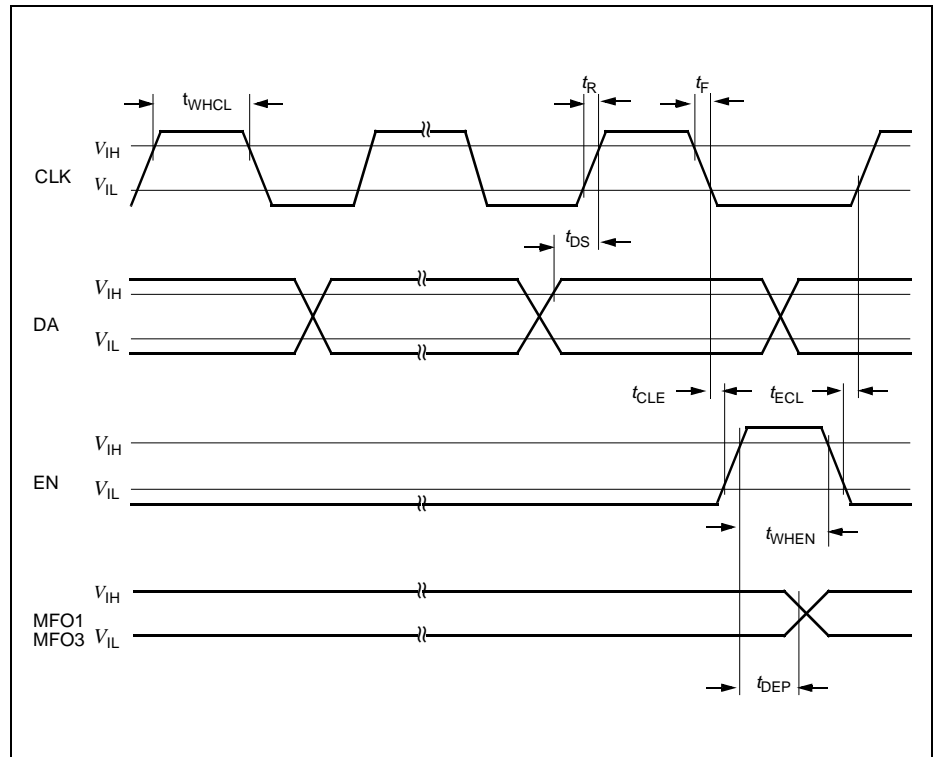 tWHCL
tR
tF
VIH
CLK
VIL
tDS
VIH
DA
VIL
tCLE
tECL
VIH
EN
VIL
tWHEN
VIH
MFO1
MFO3
VIL
tDEP